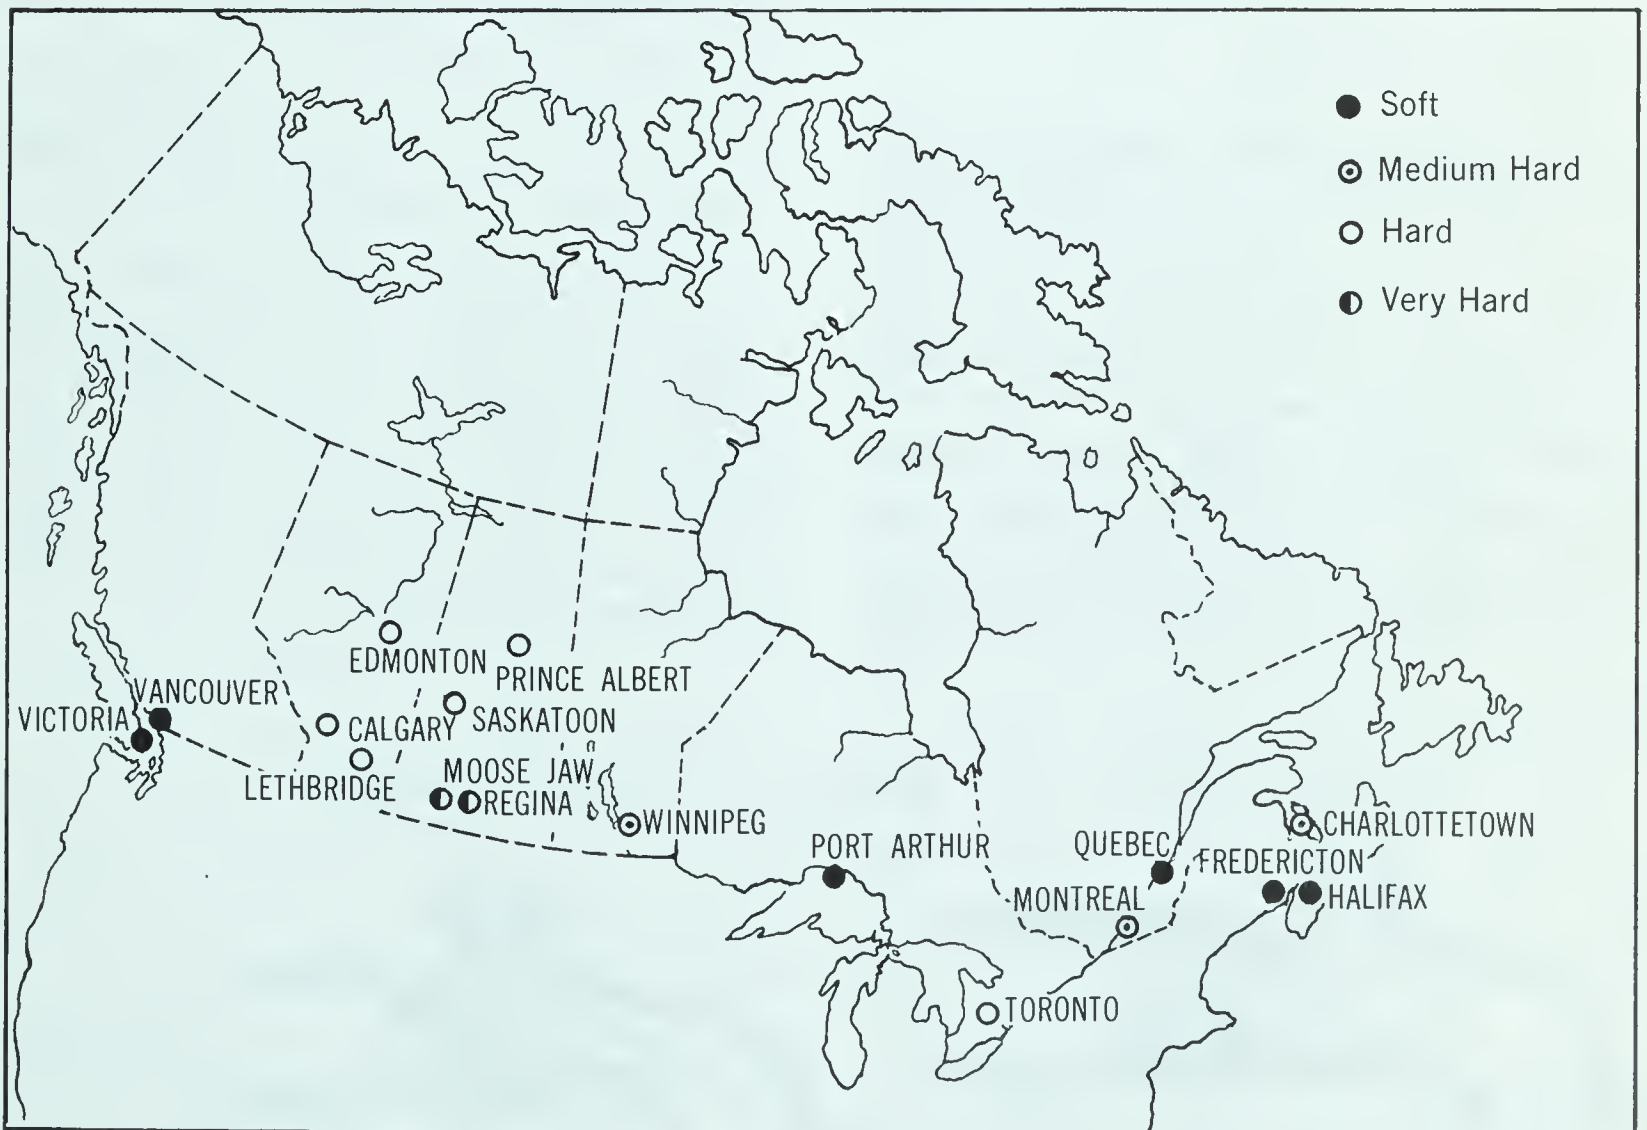 Soft
Medium Hard
Hard
Very Hard
EDMONTON
PRINCE ALBERT
VANCOUVER
VICTORIA
SASKATOON
CALGARY
MOOSE JAW
LETHBRIDGE
REGINA
WINNIPEG
CHARLOTTETOWN
PORT ARTHUR
QUEBEC
FREDERICTON
MONTREAL
HALIFAX
TORONTO